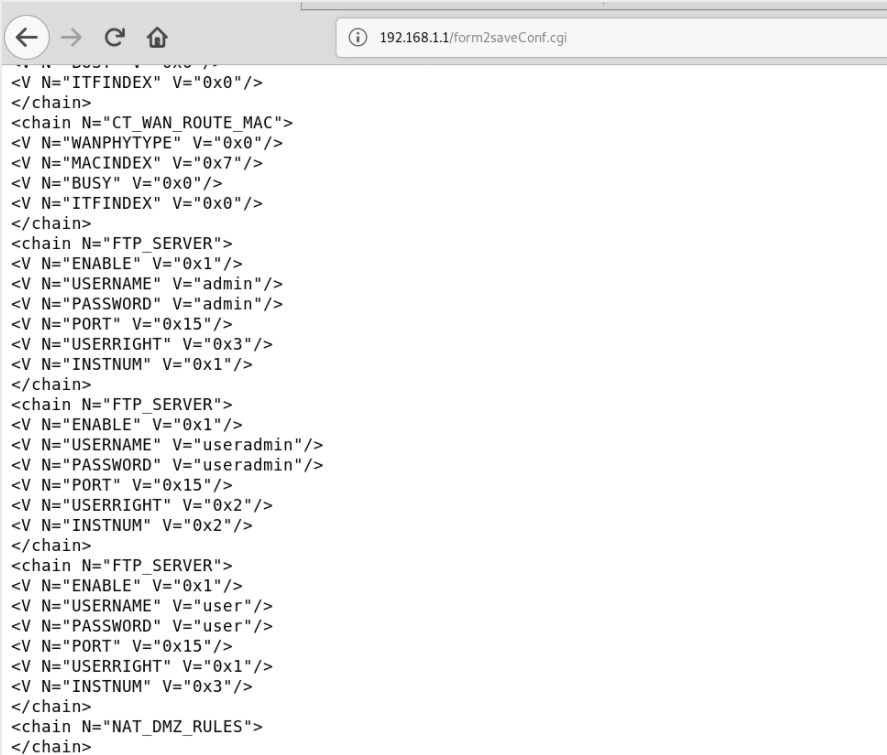 192.168.1.1/form2saveConf.cgi
<V N="BUSY" V="0x0"/>
<V N="ITFINDEX" V="0x0"/>
</chain>
<chain N="CT_WAN_ROUTE_MAC">
<V N="WANPHYTYPE" V="0x0"/>
<V N="MACINDEX" V="0x7"/>
<V N="BUSY" V="0x0"/>
<V N="ITFINDEX" V="0x0"/>
</chain>
<chain N="FTP_SERVER">
<V N="ENABLE" V="0x1"/>
<V N="USERNAME" V="admin"/>
<V N="PASSWORD" V="admin"/>
<V N="PORT" V="0x15"/>
<V N="USERRIGHT" V="0x3"/>
<V N="INSTNUM" V="0x1"/>
</chain>
<chain N="FTP_SERVER">
<V N="ENABLE" V="0x1"/>
<V N="USERNAME" V="useradmin"/>
<V N="PASSWORD" V="useradmin"/>
<V N="PORT" V="0x15"/>
<V N="USERRIGHT" V="0x2"/>
<V N="INSTNUM" V="0x2"/>
</chain>
<chain N="FTP_SERVER">
<V N="ENABLE" V="0x1"/>
<V N="USERNAME" V="user"/>
<V N="PASSWORD" V="user"/>
<V N="PORT" V="0x15"/>
<V N="USERRIGHT" V="0x1"/>
<V N="INSTNUM" V="0x3"/>
</chain>
<chain N="NAT_DMZ_RULES">
</chain>